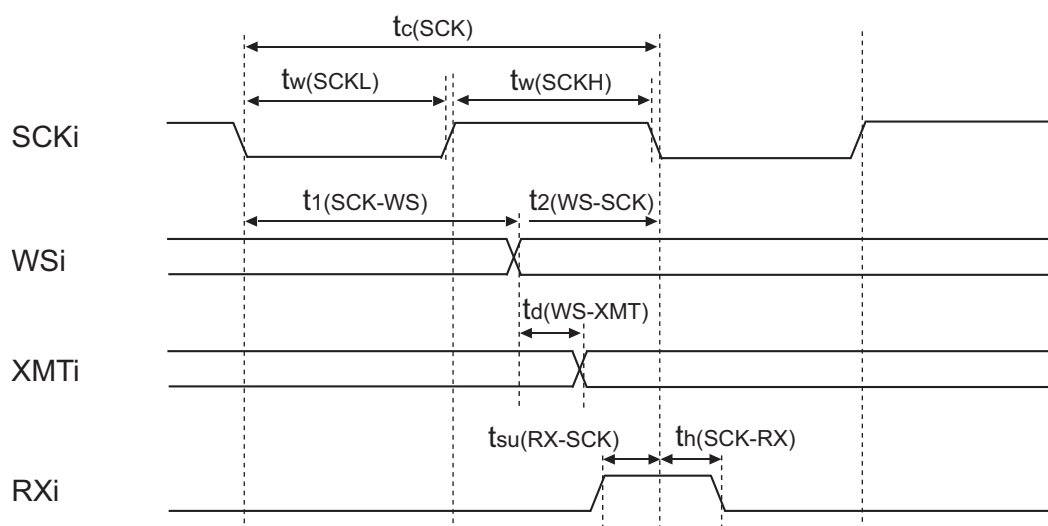 tc(SCK)
tw(SCKL) tw(SCKH)
SCKi
t1(SCK-WS) t2(WS-SCK)
WSi
td(WS-XMT)
XMTi
tsu(RX-SCK) th(SCK-RX)
RXi